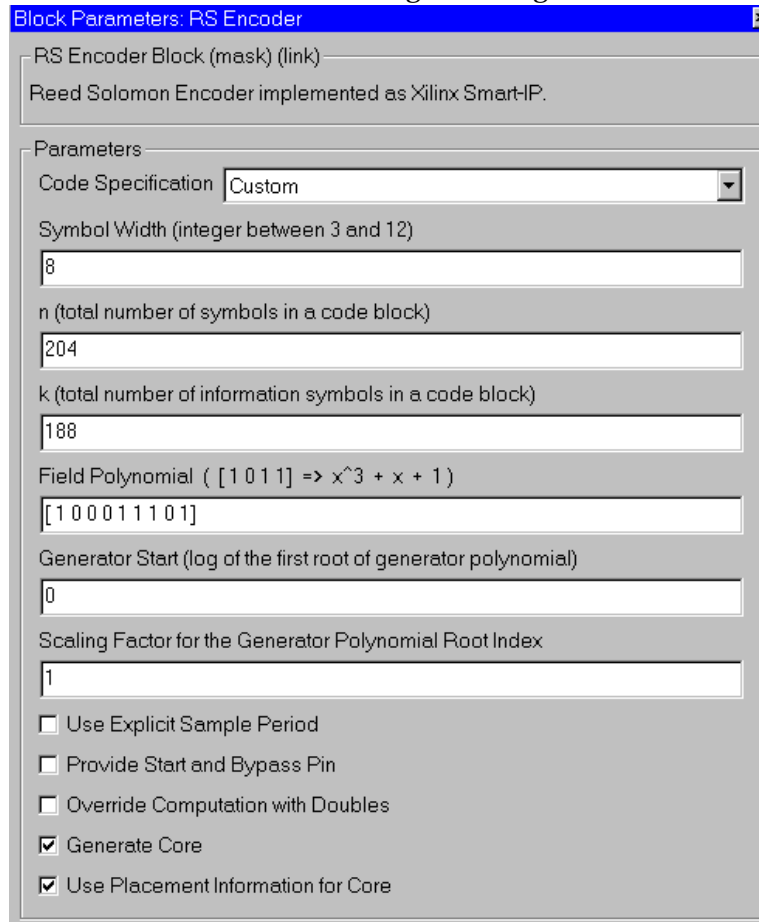 Block Parameters: RS Encoder
RS Encoder Block (mask) (link)
Reed Solomon Encoder implemented as Xilinx Smart-IP.
Parameters
Code Specification Custom
Symbol Width (integer between 3 and 12)
8
n (total number of symbols in a code block)
204
k (total number of information symbols in a code block)
188
Field Polynomial ( [1 0 1 1] => x^3 + x + 1 )
[1 0 0 0 1 1 1 0 1]
Generator Start (log of the first root of generator polynomial)
0
Scaling Factor for the Generator Polynomial Root Index
1
Use Explicit Sample Period
Provide Start and Bypass Pin
Override Computation with Doubles
Generate Core
Use Placement Information for Core